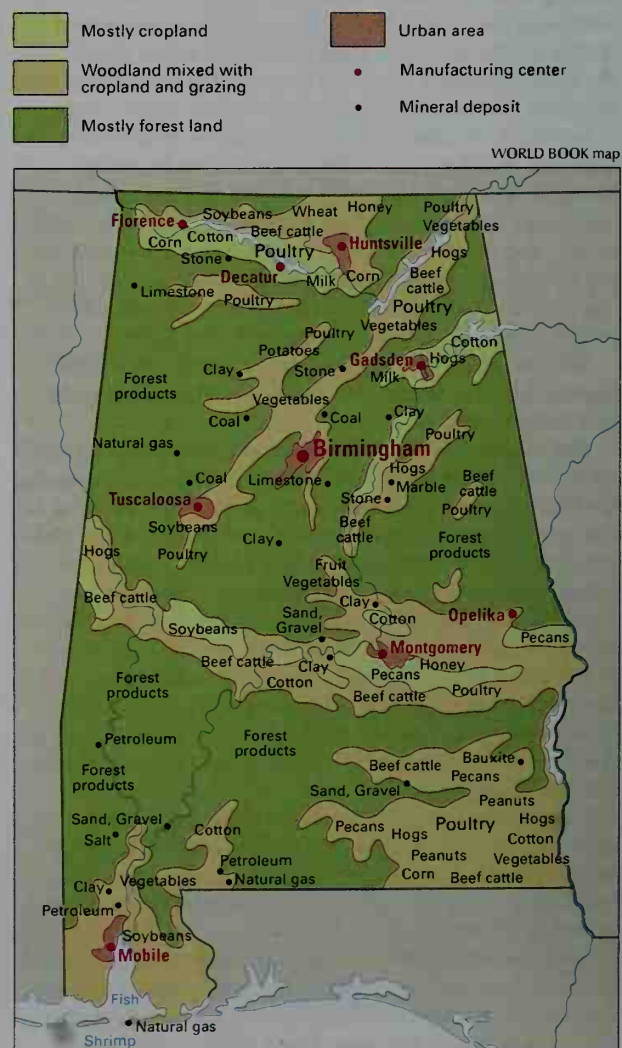 Mostly cropland
Woodland mixed with
cropland and grazing
Mostly forest land
Urban area
Manufacturing center
Mineral deposit
WORLD BOOK map
Florence
Soybeans
Wheat
Honey
Poultry
Vegetables
Corn
Cotton
Beef cattle
Huntsville
Hogs
Stone
Poultry
Decatur
Milk
Corn
Beef
cattle
Limestone
Poultry
Poultry
Vegetables
Poultry
Potatoes
Cotton
Gadsden
Hogs
Clay
Stone
Milk
Forest
products
Vegetables
Coal
Coal
Clay
Poultry
Natural gas
Birmingham
Coal
Limestone
Hogs
Marble
Stone
Beef
cattle
Poultry
Tuscaloosa
Soybeans
Poultry
Clay
Beef
cattle
Forest
products
Hogs
Fruit
Vegetables
Beef cattle
Clay
Cotton
Opelika
Soybeans
Sand,
Gravel
Pecans
Montgomery
Beef cattle
Clay
Honey
Pecans
Cotton
Beef cattle
Poultry
Forest
products
Forest
products
Petroleum
Beef cattle
Bauxite
Pecans
Forest
products
Sand, Gravel
Peanuts
Sand, Gravel
Salt
Cotton
Pecans
Hogs
Poultry
Hogs
Cotton
Petroleum
Peanuts
Vegetables
Clay
Vegetables
Natural gas
Corn
Beef cattle
Petroleum
Soybeans
Mobile
Fish
Natural gas
Shrimp